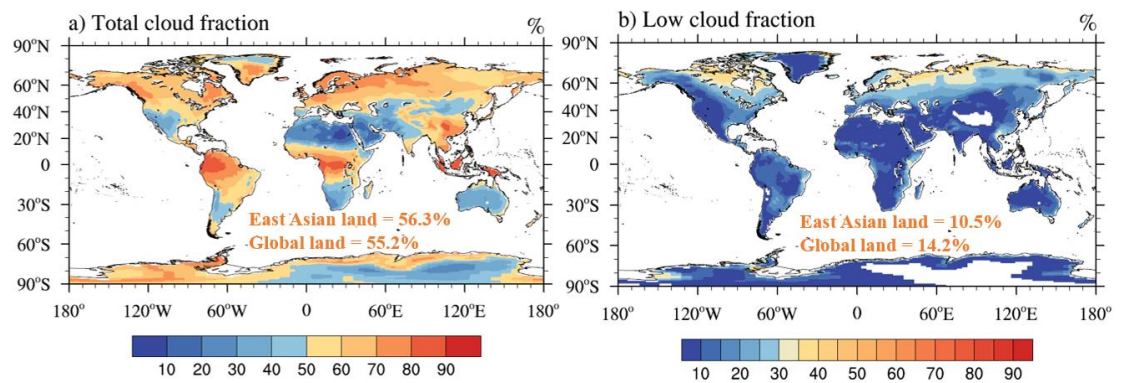 a) Total cloud fraction %
90°N
60°N
40°N
20°N
0
30°S
60°S
90°S
180° 120°W 60°W 0 60°E 120°E 180°
East Asian land = 56.3%
Global land = 55.2%
10 20 30 40 50 60 70 80 90
b) Low cloud fraction %
90°N
60°N
40°N
20°N
0
30°S
60°S
90°S
180° 120°W 60°W 0 60°E 120°E 180°
East Asian land = 10.5%
Global land = 14.2%
10 20 30 40 50 60 70 80 90